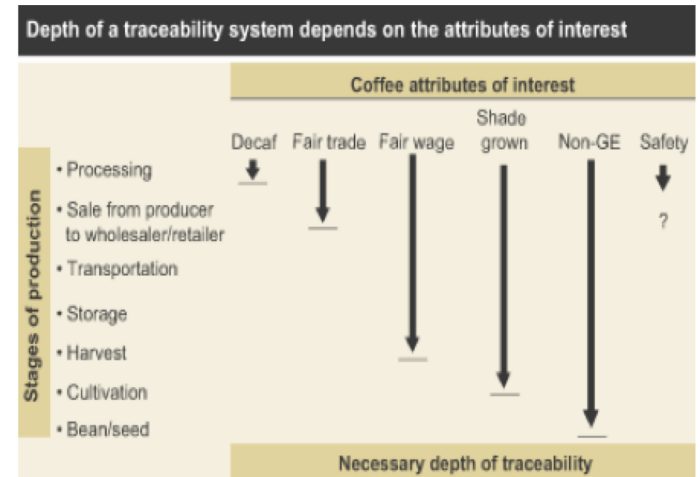 Depth of a traceability system depends on the attributes of interest
Coffee attributes of interest
Decaf Fair trade Fair wage Shade grown Non-GE Safety
Stages of production
• Processing
• Sale from producer
to wholesaler/retailer
?
• Transportation
• Storage
• Harvest
• Cultivation
• Bean/seed
Necessary depth of traceability